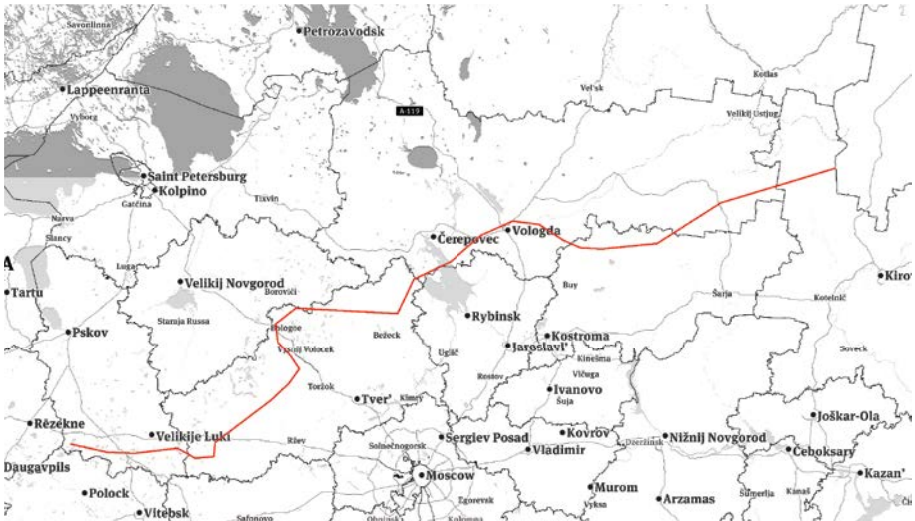 Savonlinna
Petrozavodsk
Lappeenranta
Vyborg
A-119
Vel'sk
Kotlas
Velikij Ustjug
Saint Petersburg
Kolpino
Gatčina
Tixvin
Narva
Slancy
Čerepovec
Vologda
A
Luga
Tartu
Velikij Novgorod
Boroviči
Buy
Šarja
Kotelnič
Kirov
Staraja Russa
Bologoe
Rybinsk
Pskov
Vyšnij Voloček
Bežeck
Ugličˇ
Jaroslavl'
Kostroma
Kinešma
Sovetsk
Rostov
Vičuga
Ivanovo
Šuja
Toržok
Tver'
Kimry
Rēzekne
Velikije Luki
Ržev
Solnečnogorsk
Sergiev Posad
Kovrov
Vladimir
Dzeržinsk
Nižnij Novgorod
Joškar-Ola
Čeboksary
Daugavpils
Moscow
Kazan'
Polock
Vitebsk
Safonovo
Kolomna
Egorevsk
Murom
Vyksa
Arzamas
Šumerlja
Kanaš